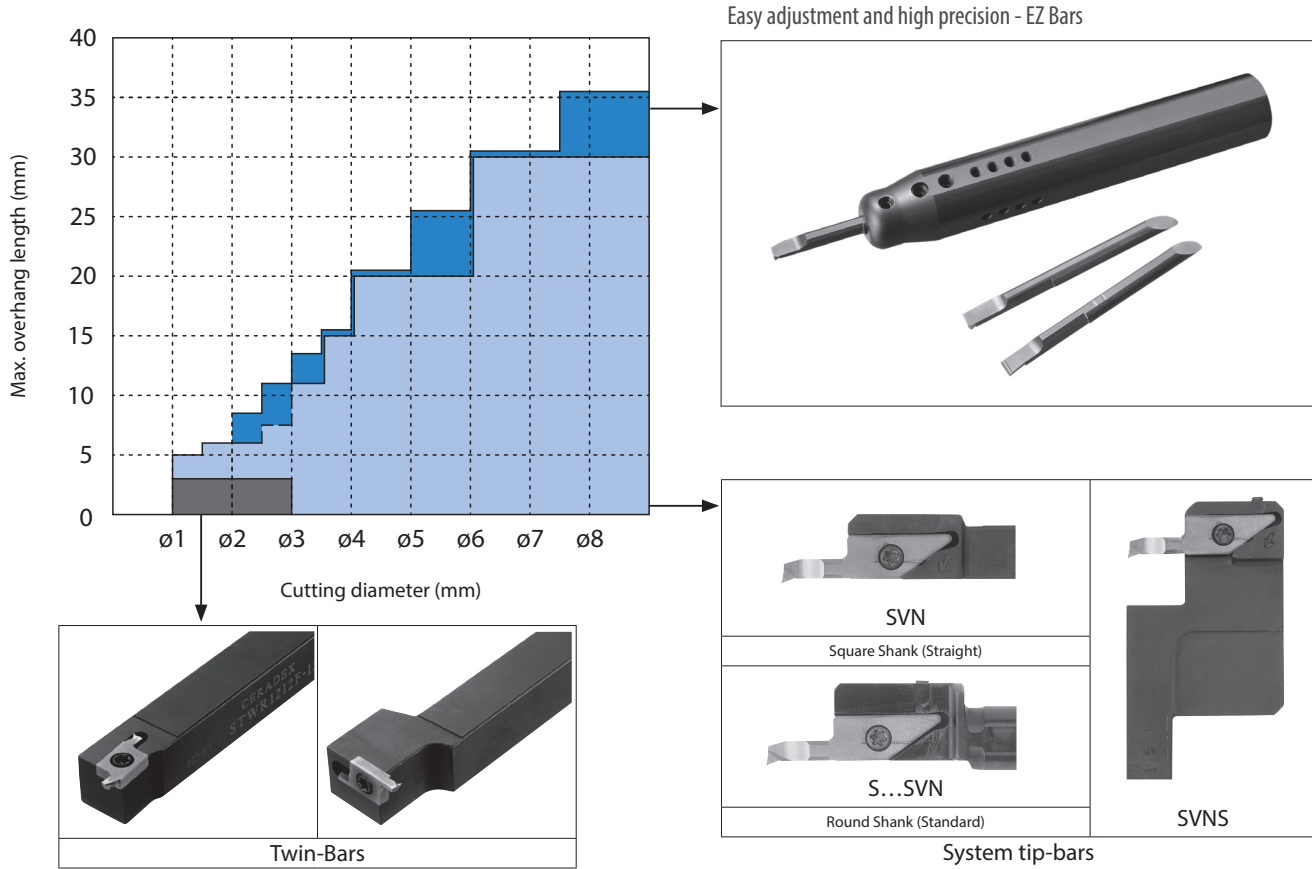 Easy adjustment and high precision - EZ Bars
40
35
30
25
20
15
10
5
0
Max. overhang length (mm)
ø1 ø2 ø3 ø4 ø5 ø6 ø7 ø8
Cutting diameter (mm)
CERADEX
Twin-Bars
SVN
Square Shank (Straight)
S...SVN
Round Shank (Standard)
SVNS
System tip-bars